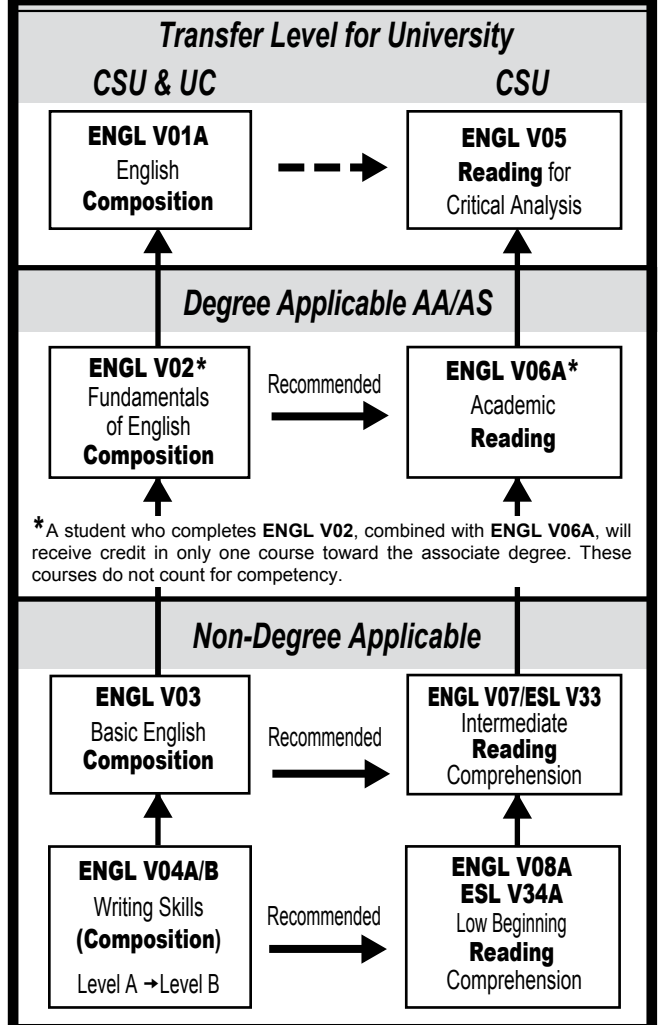 Transfer Level for University
CSU & UC
CSU
ENGL V01A
English
Composition
ENGL V05
Reading for
Critical Analysis
Degree Applicable AA/AS
ENGL V02*
Fundamentals
of English
Composition
Recommended
ENGL V06A*
Academic
Reading
*A student who completes ENGL V02, combined with ENGL V06A, will
receive credit in only one course toward the associate degree. These
courses do not count for competency.
Non-Degree Applicable
ENGL V03
Basic English
Composition
Recommended
ENGL V07/ESL V33
Intermediate
Reading
Comprehension
ENGL V04A/B
Writing Skills
(Composition)
Level A →Level B
Recommended
ENGL V08A
ESL V34A
Low Beginning
Reading
Comprehension